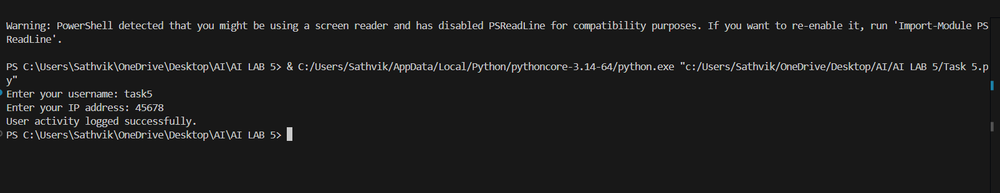 Warning: PowerShell detected that you might be using a screen reader and has disabled PSReadLine for compatibility purposes. If you want to re-enable it, run 'Import-Module PS
ReadLine'.
PS C:\Users\Sathvik\OneDrive\Desktop\AI\AI LAB 5> & C:/Users/Sathvik/AppData/Local/Python/pythoncore-3.14-64/python.exe "c:/Users/Sathvik/OneDrive/Desktop/AI/AI LAB 5/Task 5.p
y"
Enter your username: task5
Enter your IP address: 45678
User activity logged successfully.
PS C:\Users\Sathvik\OneDrive\Desktop\AI\AI LAB 5>